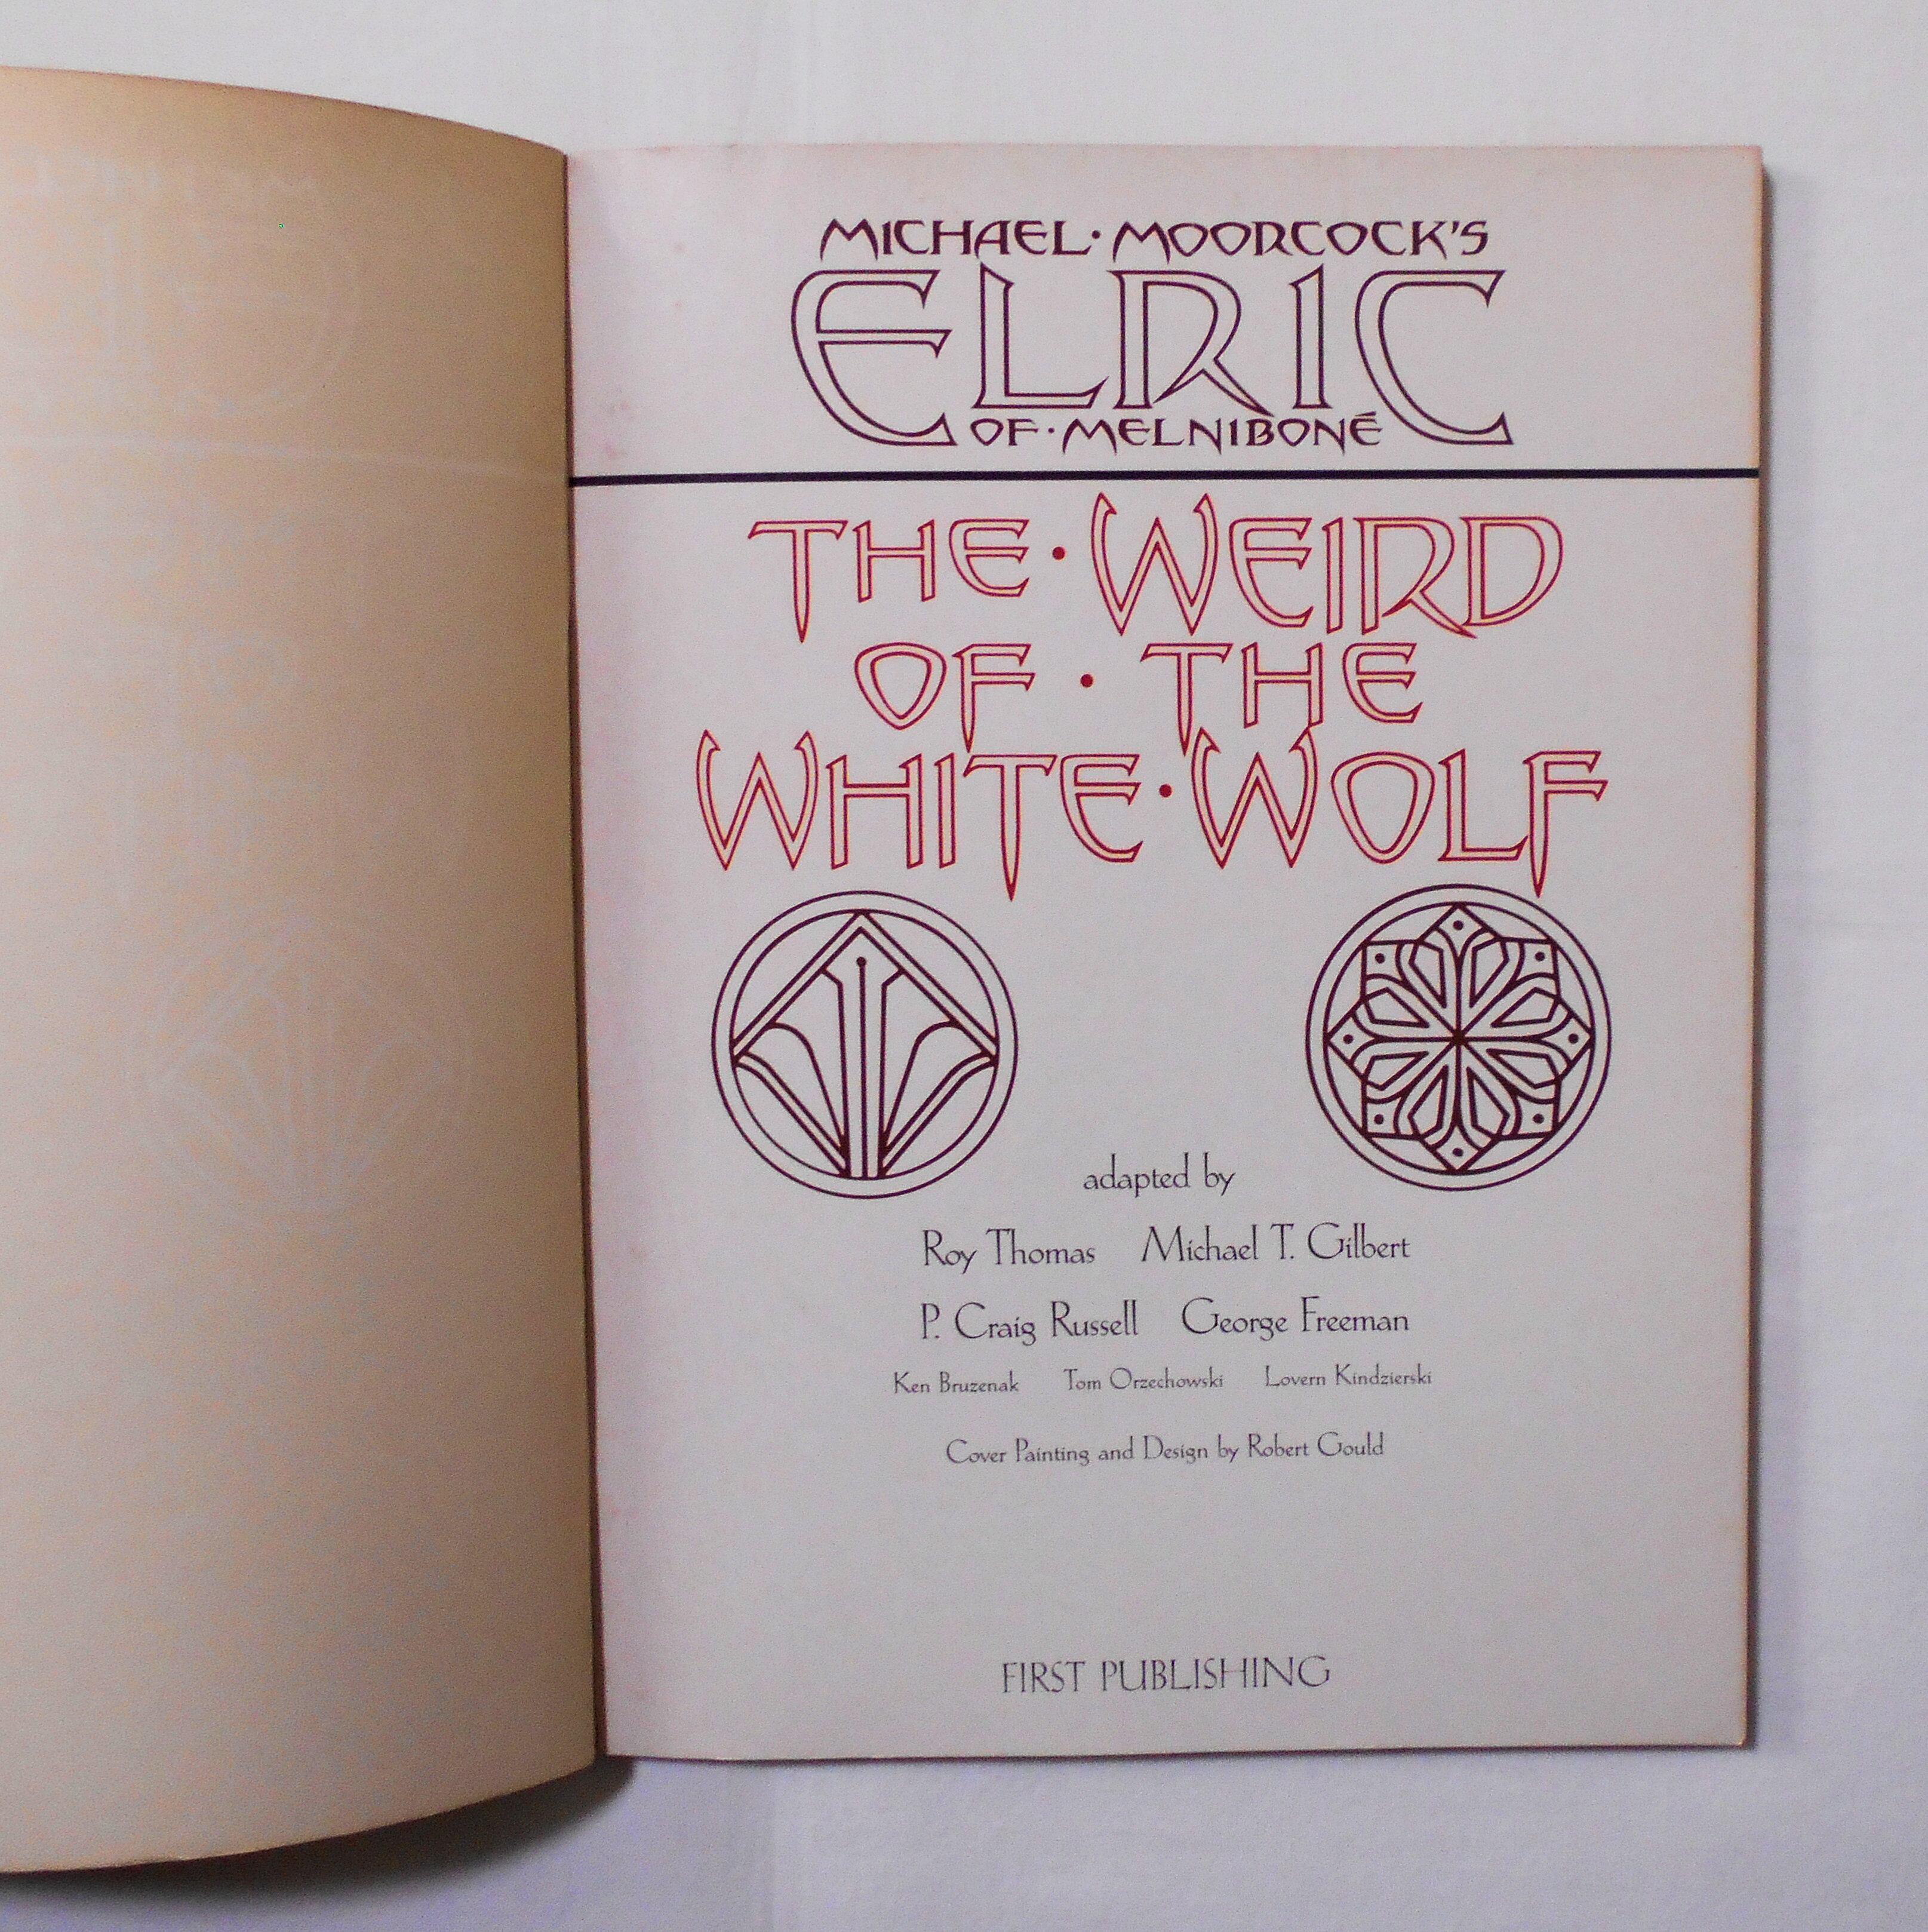 MICHAEL · MOORCOCK'S
ELRIC
OF · MELNIBONÉ
THE · WEIRD
OF · THE
WHITE · WOLF
adapted by
Roy Thomas Michael T. Gilbert
P. Craig Russell George Freeman
Ken Bruzenak Tom Orzechowski Lovern Kindzierski
Cover Painting and Design by Robert Gould
FIRST PUBLISHING